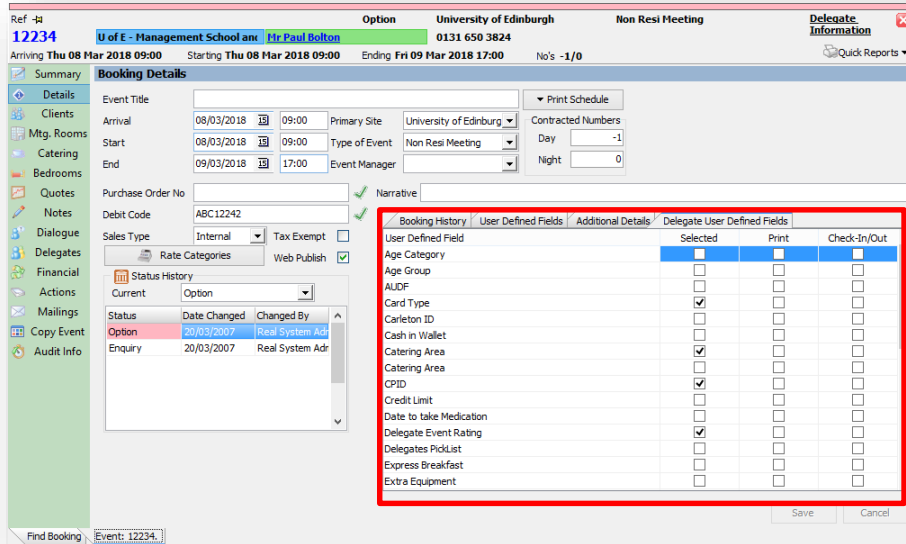 Ref Option University of Edinburgh Non Resi Meeting Delegate Information
12234 U of E - Management School and Mr Paul Bolton 0131 650 3824
Arriving Thu 08 Mar 2018 09:00 Starting Thu 08 Mar 2018 09:00 Ending Fri 09 Mar 2018 17:00 No's -1/0 Quick Reports
Summary
Details
Clients
Mtg. Rooms
Catering
Bedrooms
Quotes
Notes
Dialogue
Delegates
Financial
Actions
Mailings
Copy Event
Audit Info
Booking Details
Event Title Print Schedule
Arrival 08/03/2018 15 09:00 Primary Site University of Edinburg Contracted Numbers
Start 08/03/2018 15 09:00 Type of Event Non Resi Meeting Day -1
End 09/03/2018 15 17:00 Event Manager Night 0
Purchase Order No Narrative
Debit Code ABC12242
Sales Type Internal Tax Exempt
Rate Categories Web Publish
Status History
Current Option
Status Date Changed Changed By
Option 20/03/2007 Real System Adr
Enquiry 20/03/2007 Real System Adr
Booking History User Defined Fields Additional Details Delegate User Defined Fields
User Defined Field Selected Print Check-In/Out
Age Category
Age Group
AUDF
Card Type
Carleton ID
Cash in Wallet
Catering Area
Catering Area
CPID
Credit Limit
Date to take Medication
Delegate Event Rating
Delegates PickList
Express Breakfast
Extra Equipment
Save Cancel
Find Booking Event: 12234.